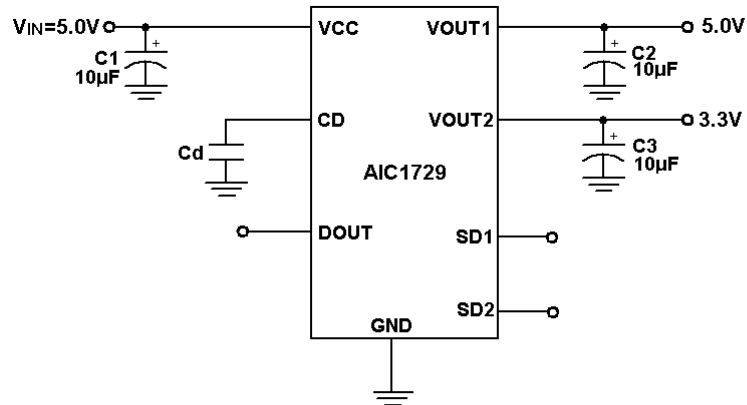 VIN=5.0V
VCC
VOUT1
5.0V
C1
10µF
+
C2
10µF
+
CD
VOUT2
3.3V
Cd
C3
10µF
+
AIC1729
DOUT
SD1
SD2
GND